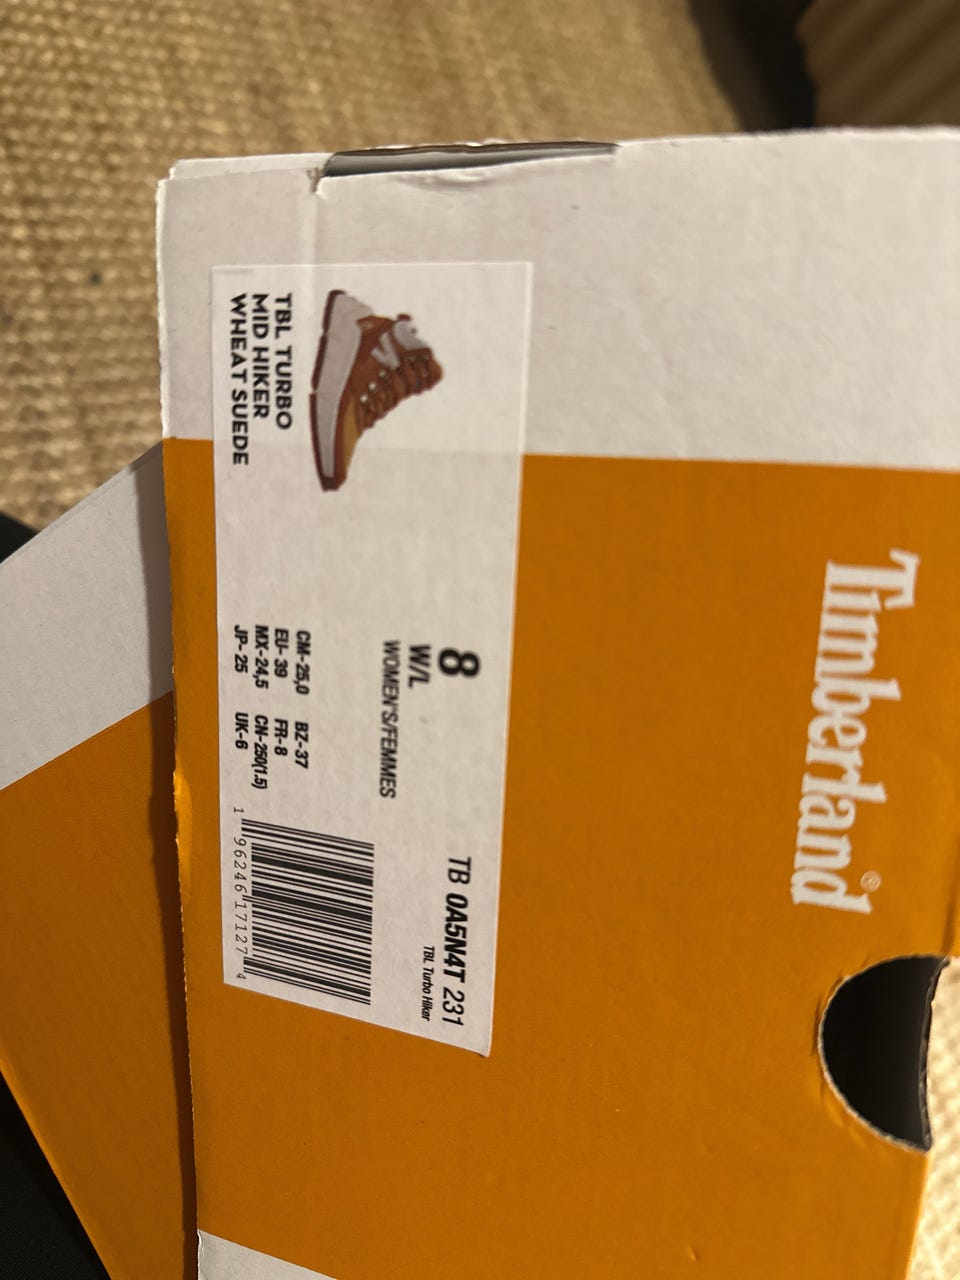 TBL TURBO
MID HIKER
WHEAT SUEDE
8
W/L
WOMEN'S/FEMMES
CM-25,0 BZ-37
EU-39 FR-8
MX-24,5 CN-250(1.5)
JP-25 UK-6
TB 0A5N4T 231
TBL Turbo Hiker
1 96246 17127 4
Timberland®